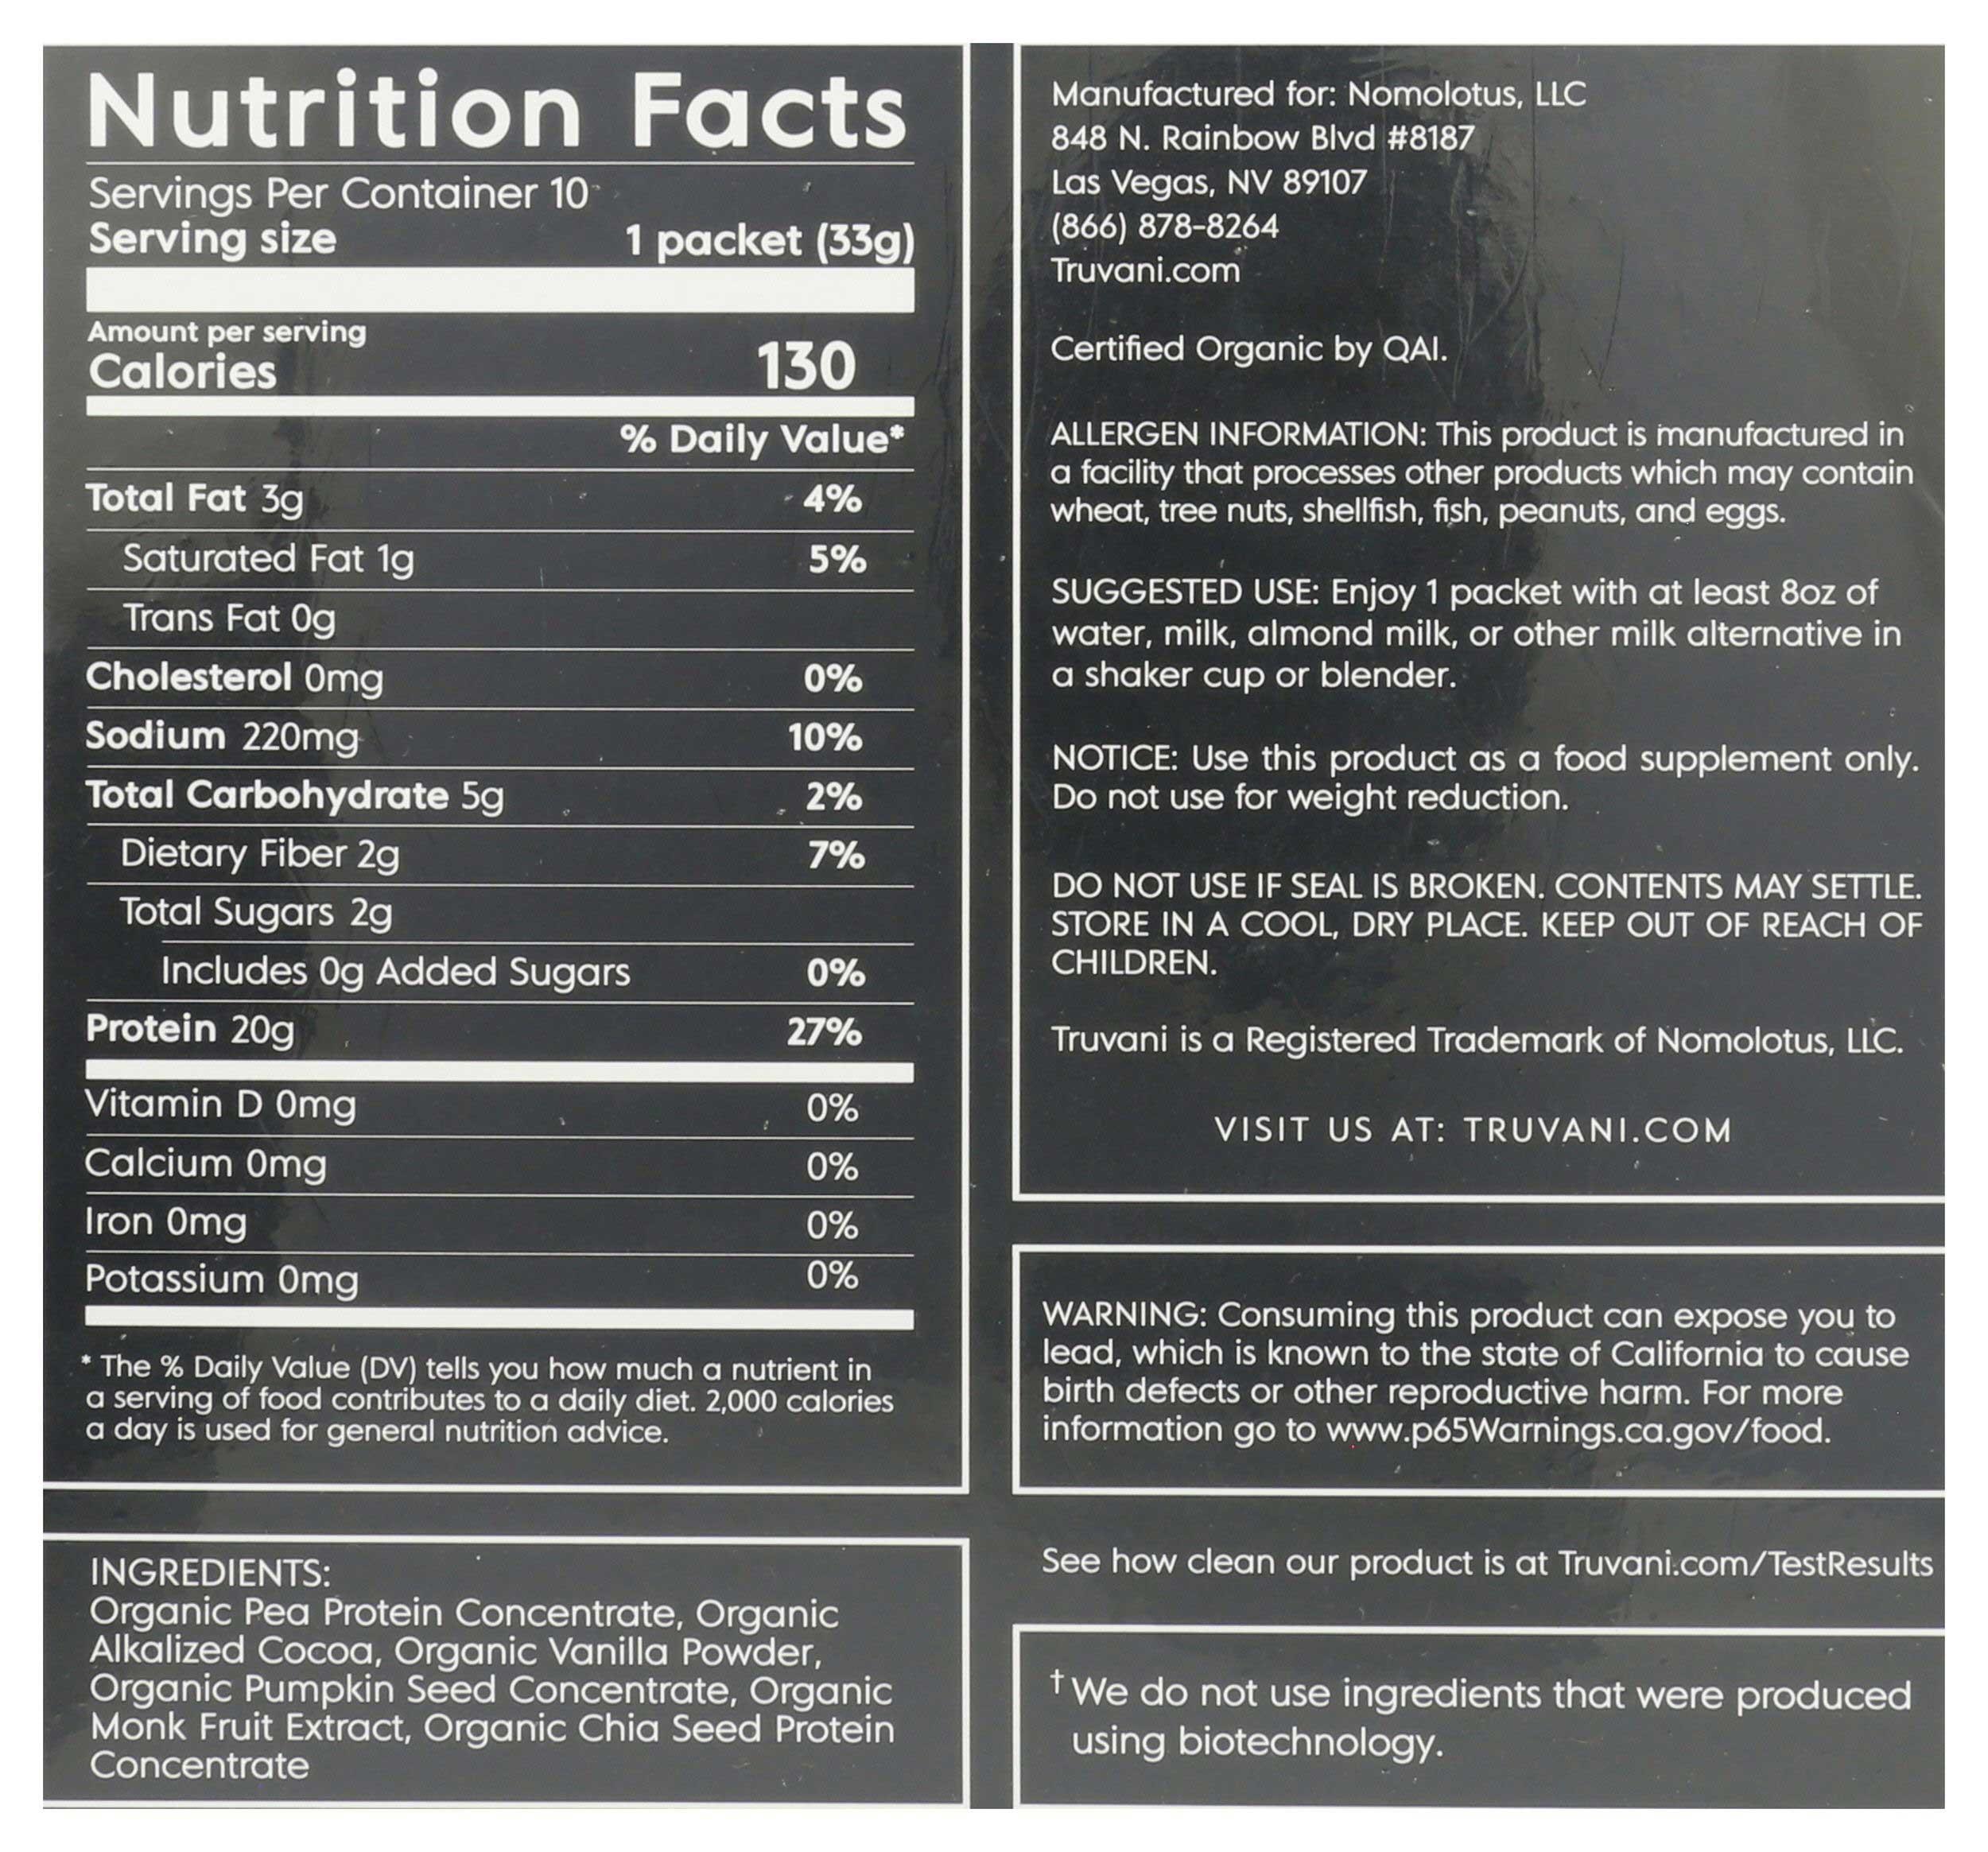 Nutrition Facts
Servings Per Container 10
Serving size 1 packet (33g)
Amount per serving
Calories 130
% Daily Value*
Total Fat 3g 4%
Saturated Fat 1g 5%
Trans Fat 0g
Cholesterol 0mg 0%
Sodium 220mg 10%
Total Carbohydrate 5g 2%
Dietary Fiber 2g 7%
Total Sugars 2g
Includes 0g Added Sugars 0%
Protein 20g 27%
Vitamin D 0mg 0%
Calcium 0mg 0%
Iron 0mg 0%
Potassium 0mg 0%
* The % Daily Value (DV) tells you how much a nutrient in
a serving of food contributes to a daily diet. 2,000 calories
a day is used for general nutrition advice.
INGREDIENTS:
Organic Pea Protein Concentrate, Organic
Alkalized Cocoa, Organic Vanilla Powder,
Organic Pumpkin Seed Concentrate, Organic
Monk Fruit Extract, Organic Chia Seed Protein
Concentrate
Manufactured for: Nomolotus, LLC
848 N. Rainbow Blvd #8187
Las Vegas, NV 89107
(866) 878-8264
Truvani.com
Certified Organic by QAI.
ALLERGEN INFORMATION: This product is manufactured in
a facility that processes other products which may contain
wheat, tree nuts, shellfish, fish, peanuts, and eggs.
SUGGESTED USE: Enjoy 1 packet with at least 8oz of
water, milk, almond milk, or other milk alternative in
a shaker cup or blender.
NOTICE: Use this product as a food supplement only.
Do not use for weight reduction.
DO NOT USE IF SEAL IS BROKEN. CONTENTS MAY SETTLE.
STORE IN A COOL, DRY PLACE. KEEP OUT OF REACH OF
CHILDREN.
Truvani is a Registered Trademark of Nomolotus, LLC.
VISIT US AT: TRUVANI.COM
WARNING: Consuming this product can expose you to
lead, which is known to the state of California to cause
birth defects or other reproductive harm. For more
information go to www.p65Warnings.ca.gov/food.
See how clean our product is at Truvani.com/TestResults
† We do not use ingredients that were produced
using biotechnology.